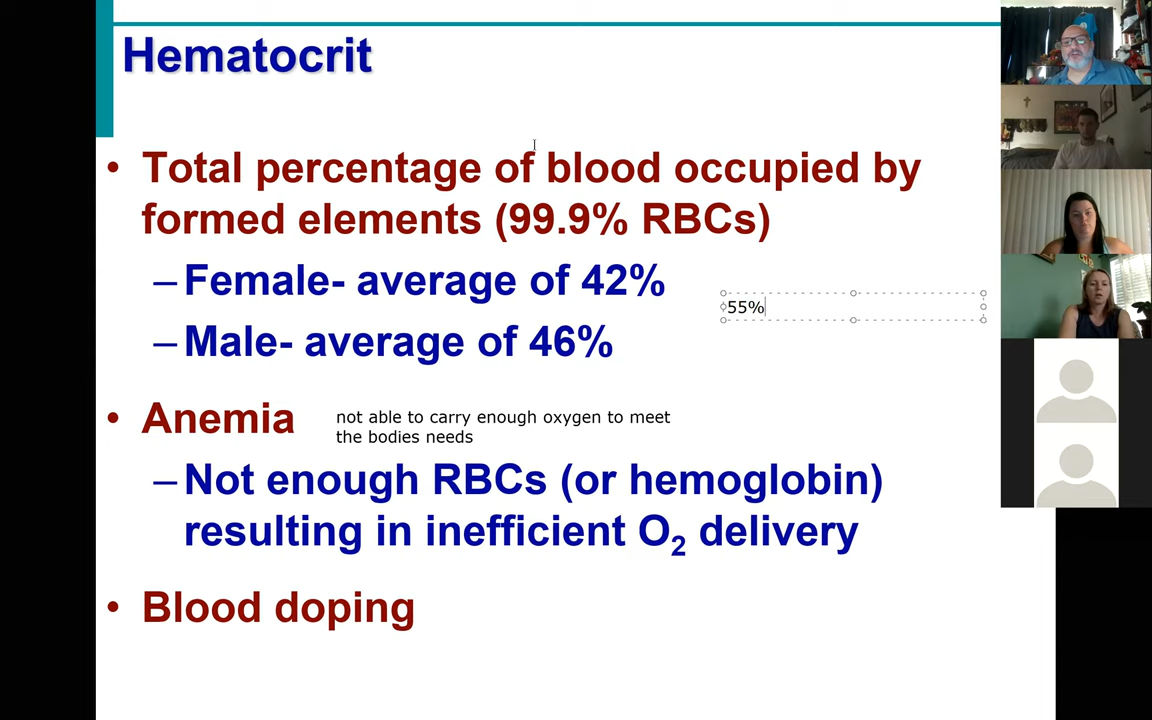 Hematocrit
• Total percentage of blood occupied by
formed elements (99.9% RBCs)
–Female- average of 42%
55%
–Male- average of 46%
• Anemia
not able to carry enough oxygen to meet
the bodies needs
–Not enough RBCs (or hemoglobin)
resulting in inefficient O₂ delivery
• Blood doping